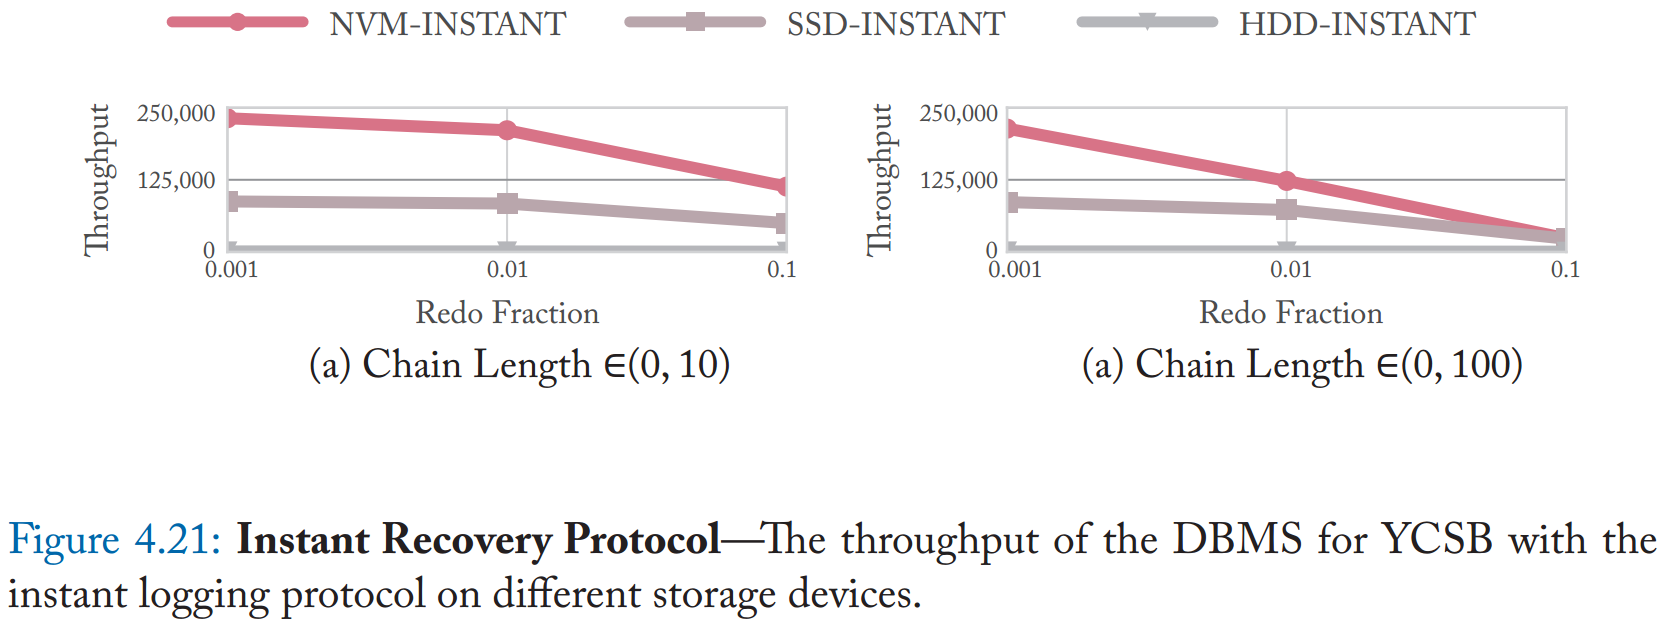 NVM-INSTANT SSD-INSTANT HDD-INSTANT
Throughput
250,000
125,000
0
0.001 0.01 0.1
Redo Fraction
(a) Chain Length ∈(0, 10)
Throughput
250,000
125,000
0
0.001 0.01 0.1
Redo Fraction
(a) Chain Length ∈(0, 100)
Figure 4.21: Instant Recovery Protocol—The throughput of the DBMS for YCSB with the
instant logging protocol on different storage devices.